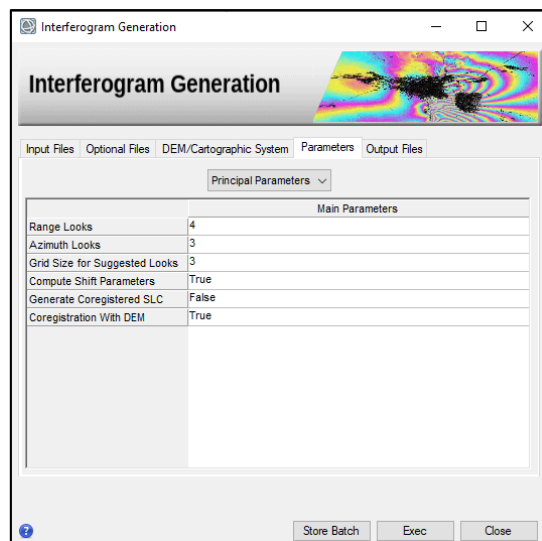 Interferogram Generation
Interferogram Generation
Input Files Optional Files DEM/Cartographic System Parameters Output Files
Principal Parameters
Main Parameters
Range Looks 4
Azimuth Looks 3
Grid Size for Suggested Looks 3
Compute Shift Parameters True
Generate Coregistered SLC False
Coregistration With DEM True
? Store Batch Exec Close